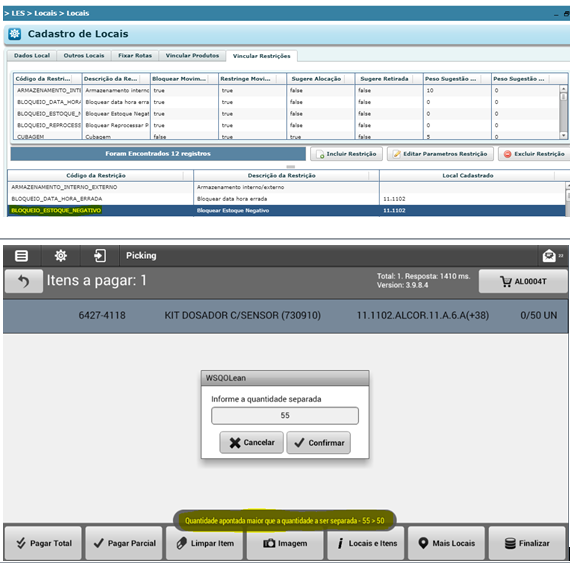 > LES > Locais > Locais
Cadastro de Locais
Dados Local Outros Locais Fixar Rotas Vincular Produtos Vincular Restrições
Código da Restri... Descrição da Re... Bloquear Movim... Restringe Movi... Sugere Alocação Sugere Retirada Peso Sugestão ... Peso Sugestão ...
ARMAZENAMENTO_INTE Armazenamento interno true true false false 10 0
BLOQUEIO_DATA_HORA Bloquear data hora erra true true false false 0 0
BLOQUEIO_ESTOQUE_N Bloquear Estoque Negat true true false false 0 0
BLOQUEIO_REPROCESS Bloquear Reprocessar P true true false false 0 0
CUBAGEM Cubagem false true true false 5 0
Foram Encontrados 12 registros Incluir Restrição Editar Parametros Restrição Excluir Restrição
Código da Restrição Descrição da Restrição Local Cadastrado
ARMAZENAMENTO_INTERNO_EXTERNO Armazenamento interno/externo
BLOQUEIO_DATA_HORA_ERRADA Bloquear data hora errada 11.1102
BLOQUEIO_ESTOQUE_NEGATIVO Bloquear Estoque Negativo 11.1102
Picking
Itens a pagar: 1
Total: 1. Resposta: 1410 ms.
Version: 3.9.8.4
AL0004T
6427-4118 KIT DOSADOR C/SENSOR (730910) 11.1102.ALCOR.11.A.6.A(+38) 0/50 UN
WSQOLean
Informe a quantidade separada
55
Cancelar Confirmar
Quantidade apontada maior que a quantidade a ser separada - 55 > 50
Pagar Total Pagar Parcial Limpar Item Imagem Locais e Itens Mais Locais Finalizar